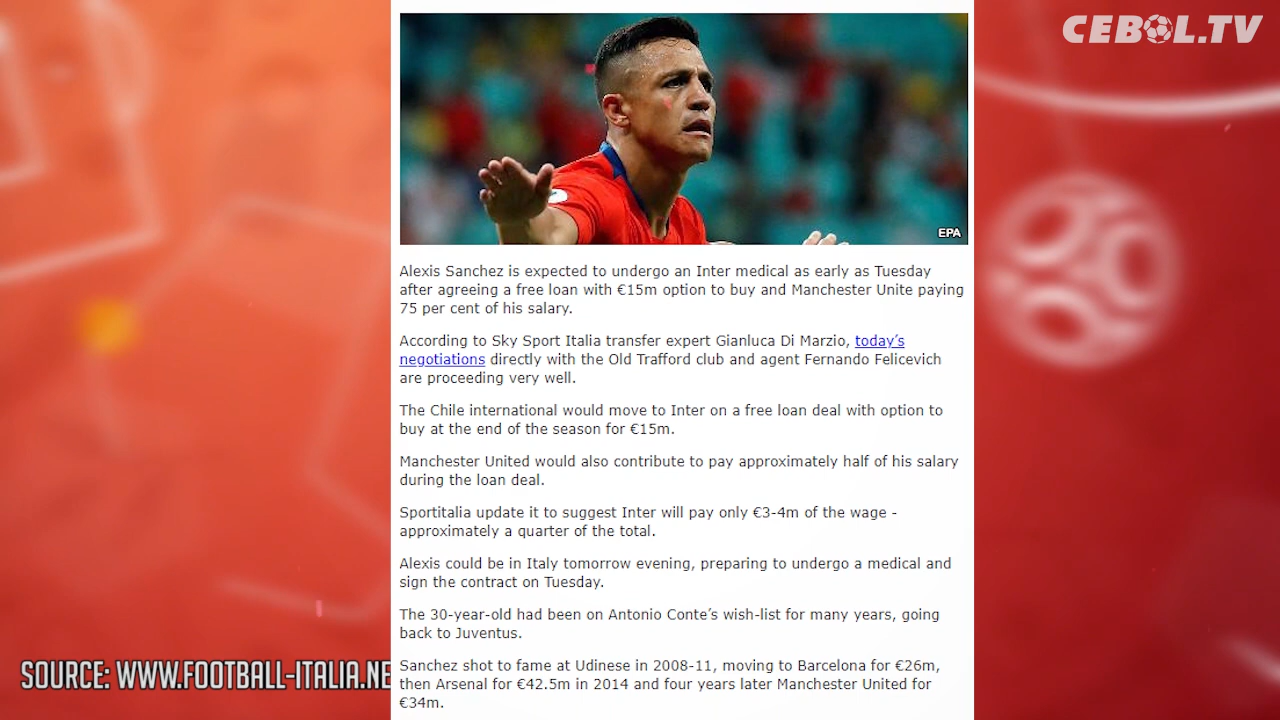 CEBOL.TV
EPA
Alexis Sanchez is expected to undergo an Inter medical as early as Tuesday
after agreeing a free loan with €15m option to buy and Manchester Unite paying
75 per cent of his salary.
According to Sky Sport Italia transfer expert Gianluca Di Marzio, today’s
negotiations directly with the Old Trafford club and agent Fernando Felicevich
are proceeding very well.
The Chile international would move to Inter on a free loan deal with option to
buy at the end of the season for €15m.
Manchester United would also contribute to pay approximately half of his salary
during the loan deal.
Sportitalia update it to suggest Inter will pay only €3-4m of the wage -
approximately a quarter of the total.
Alexis could be in Italy tomorrow evening, preparing to undergo a medical and
sign the contract on Tuesday.
The 30-year-old had been on Antonio Conte’s wish-list for many years, going
back to Juventus.
Sanchez shot to fame at Udinese in 2008-11, moving to Barcelona for €26m,
then Arsenal for €42.5m in 2014 and four years later Manchester United for
€34m.
SOURCE: WWW.FOOTBALL-ITALIA.NE